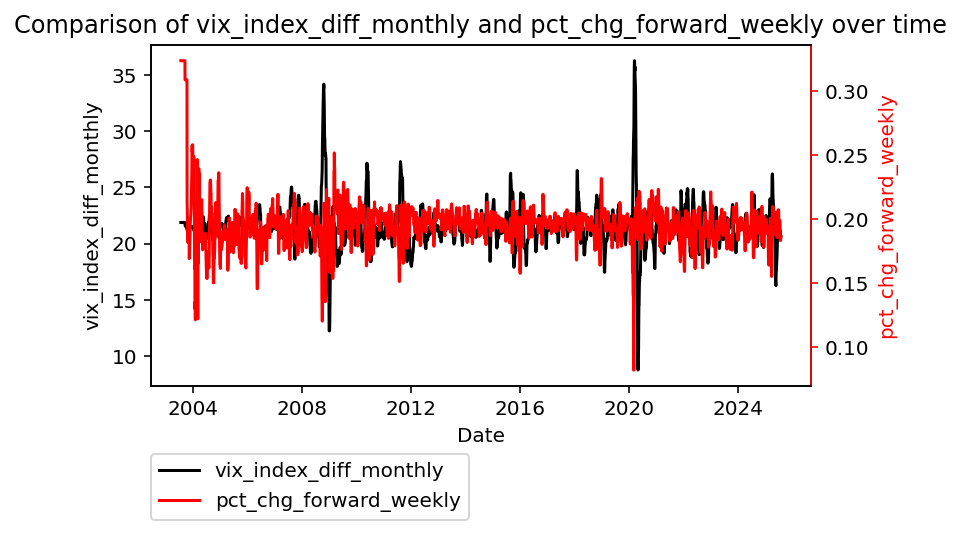 Comparison of vix_index_diff_monthly and pct_chg_forward_weekly over time
vix_index_diff_monthly
35
30
25
20
15
10
0.30
0.25
0.20
0.15
0.10
pct_chg_forward_weekly
2004 2008 2012 2016 2020 2024
Date
vix_index_diff_monthly
pct_chg_forward_weekly